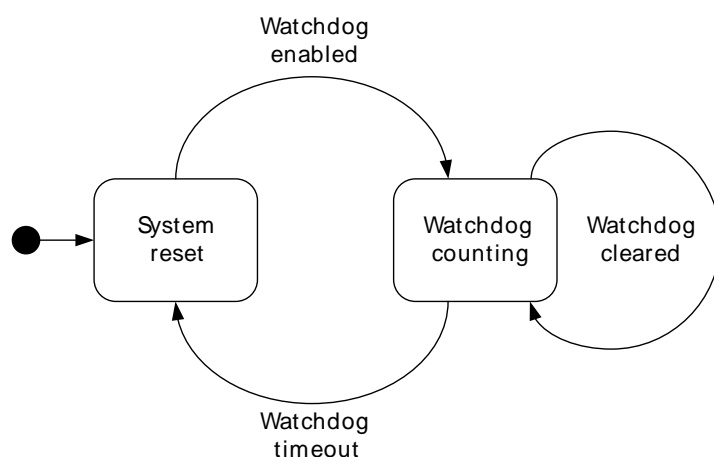 Watchdog
enabled
System
reset
Watchdog
counting
Watchdog
cleared
Watchdog
timeout